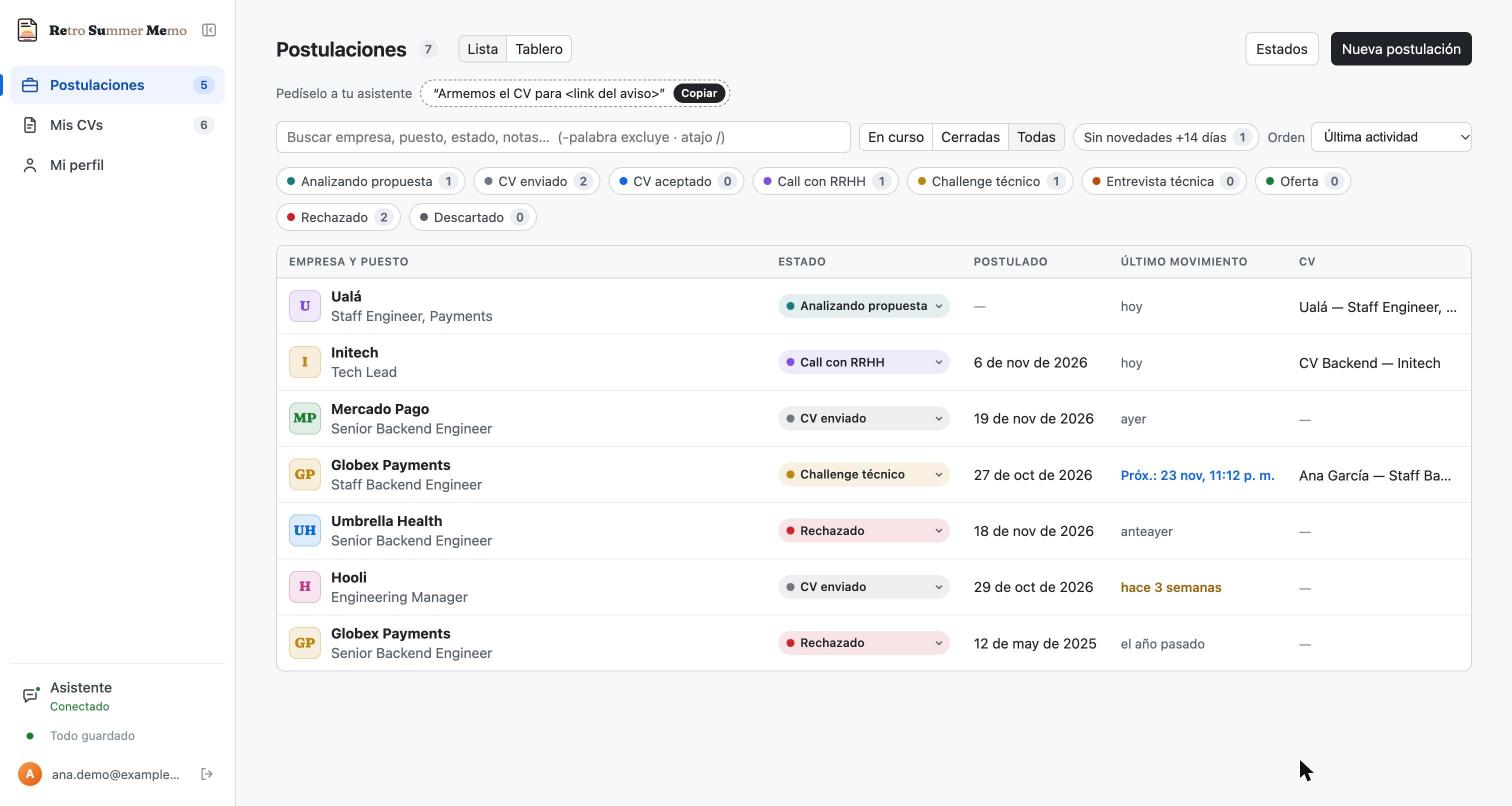 Retro Summer Memo
Postulaciones 5
Mis CVs 6
Mi perfil
Asistente
Conectado
Todo guardado
A ana.demo@example...
Postulaciones 7 Lista Tablero Estados Nueva postulación
Pedíselo a tu asistente “Armemos el CV para <link del aviso>” Copiar
Buscar empresa, puesto, estado, notas... (-palabra excluye · atajo /) En curso Cerradas Todas Sin novedades +14 días 1 Orden Última actividad
Analizando propuesta 1 CV enviado 2 CV aceptado 0 Call con RRHH 1 Challenge técnico 1 Entrevista técnica 0 Oferta 0
Rechazado 2 Descartado 0
EMPRESA Y PUESTO ESTADO POSTULADO ÚLTIMO MOVIMIENTO CV
U Ualá
Staff Engineer, Payments Analizando propuesta — hoy Ualá — Staff Engineer, ...
I Initech
Tech Lead Call con RRHH 6 de nov de 2026 hoy CV Backend — Initech
MP Mercado Pago
Senior Backend Engineer CV enviado 19 de nov de 2026 ayer —
GP Globex Payments
Staff Backend Engineer Challenge técnico 27 de oct de 2026 Próx.: 23 nov, 11:12 p. m. Ana García — Staff Ba...
UH Umbrella Health
Senior Backend Engineer Rechazado 18 de nov de 2026 anteayer —
H Hooli
Engineering Manager CV enviado 29 de oct de 2026 hace 3 semanas —
GP Globex Payments
Senior Backend Engineer Rechazado 12 de may de 2025 el año pasado —